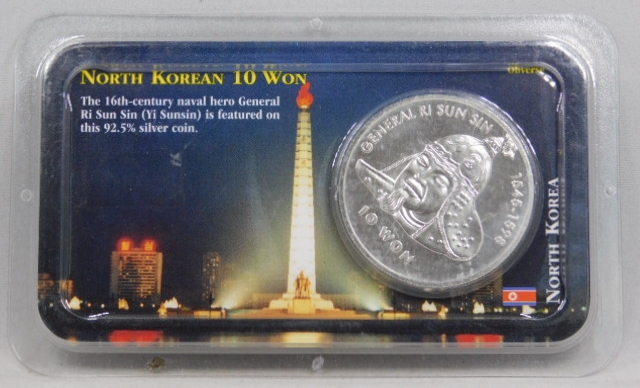 NORTH KOREAN 10 WON
The 16th-century naval hero General
Ri Sun Sin (Yi Sunsin) is featured on
this 92.5% silver coin.
Obverse
GENERAL RI SUN SIN
1545-1598
10 WON
NORTH KOREA